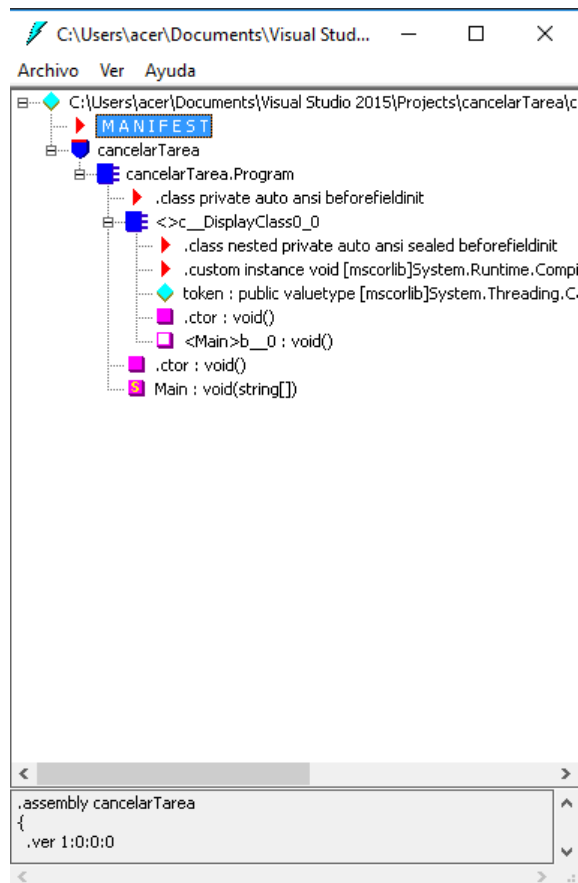 C:\Users\acer\Documents\Visual Stud...
Archivo Ver Ayuda
C:\Users\acer\Documents\Visual Studio 2015\Projects\cancelarTarea\c
M A N I F E S T
cancelarTarea
cancelarTarea.Program
.class private auto ansi beforefieldinit
<>c__DisplayClass0_0
.class nested private auto ansi sealed beforefieldinit
.custom instance void [mscorlib]System.Runtime.Compi
token : public valuetype [mscorlib]System.Threading.Ca
.ctor : void()
<Main>b__0 : void()
.ctor : void()
S Main : void(string[])
.assembly cancelarTarea
{
.ver 1:0:0:0